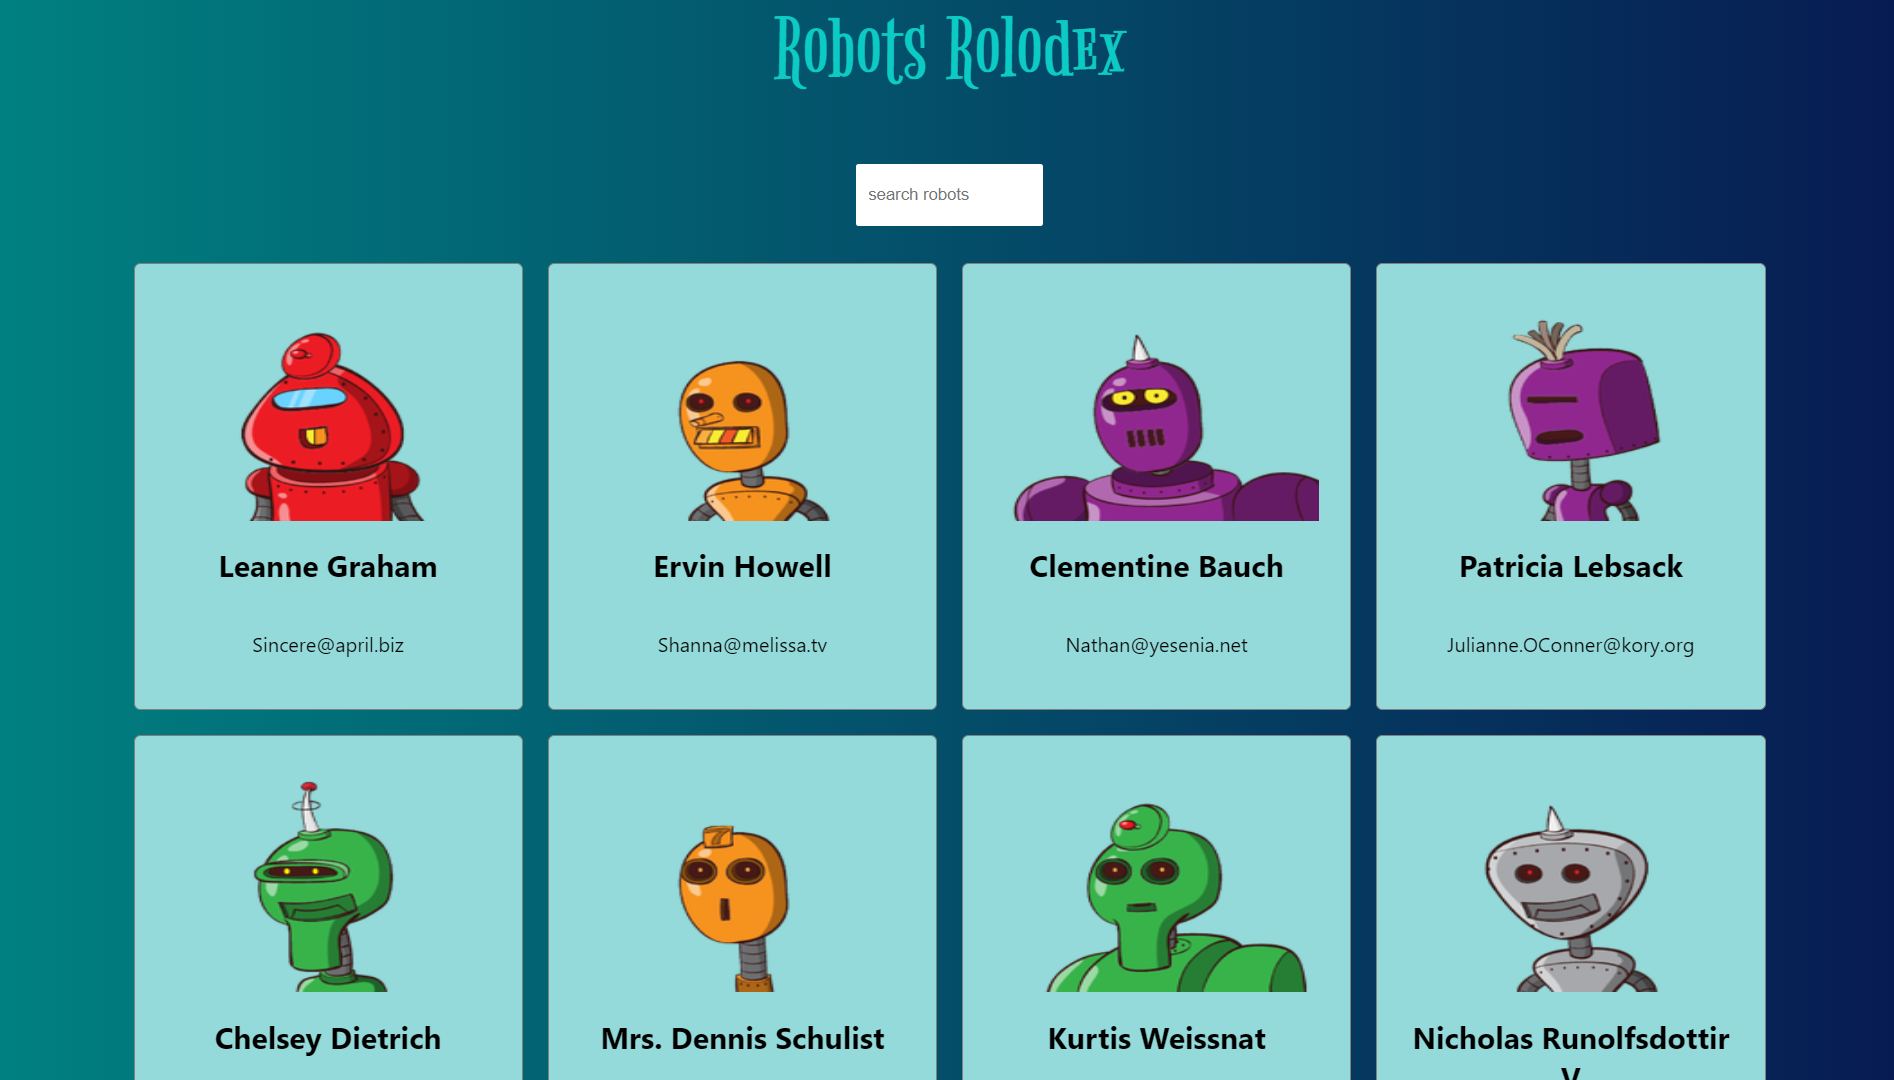 Robots Rolodex
search robots
Leanne Graham
Ervin Howell
Clementine Bauch
Patricia Lebsack
Sincere@april.biz
Shanna@melissa.tv
Nathan@yesenia.net
Julianne.OConner@kory.org
7
Chelsey Dietrich
Mrs. Dennis Schulist
Kurtis Weissnat
Nicholas Runolfsdottir
V